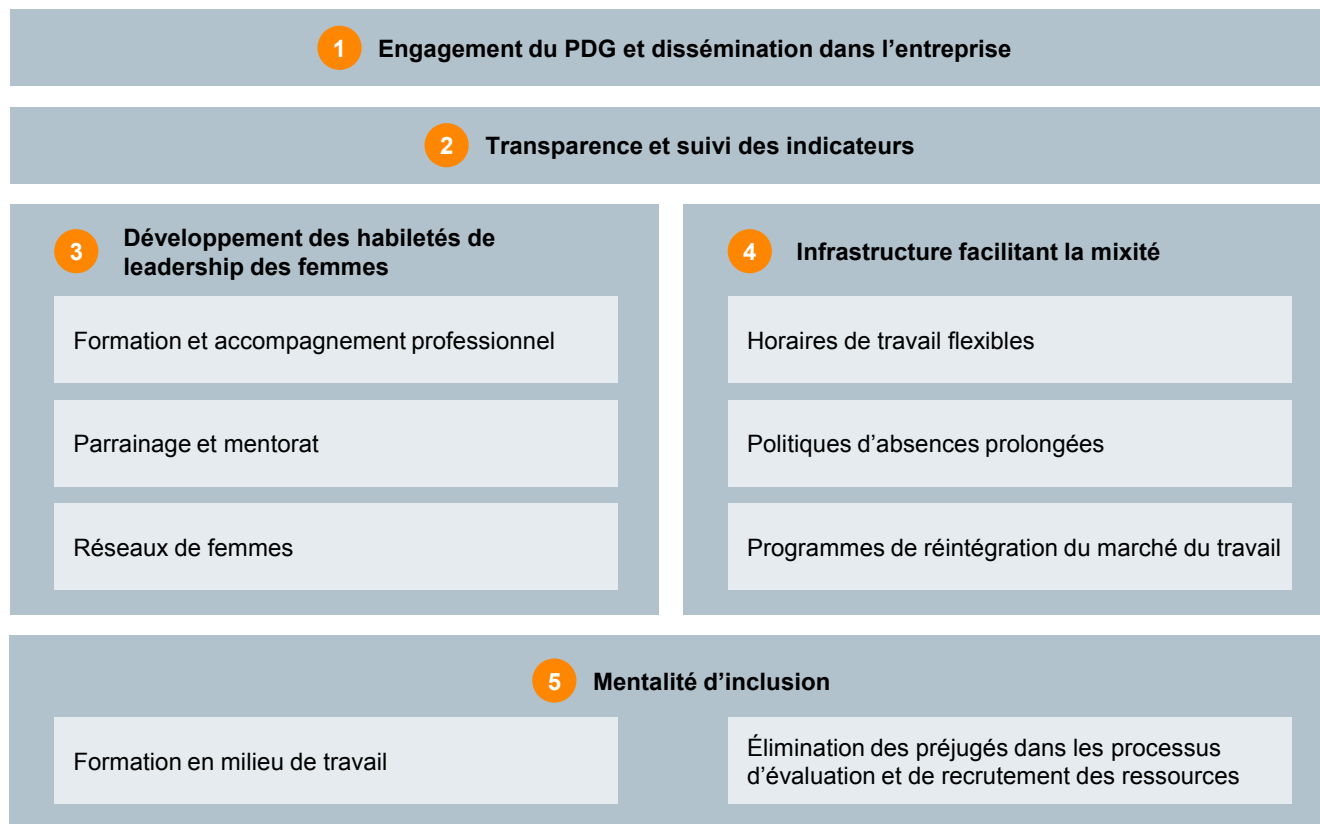 1 Engagement du PDG et dissémination dans l’entreprise
2 Transparence et suivi des indicateurs
3 Développement des habiletés de
leadership des femmes
Formation et accompagnement professionnel
Parrainage et mentorat
Réseaux de femmes
4 Infrastructure facilitant la mixité
Horaires de travail flexibles
Politiques d’absences prolongées
Programmes de réintégration du marché du travail
5 Mentalité d’inclusion
Formation en milieu de travail
Élimination des préjugés dans les processus
d’évaluation et de recrutement des ressources